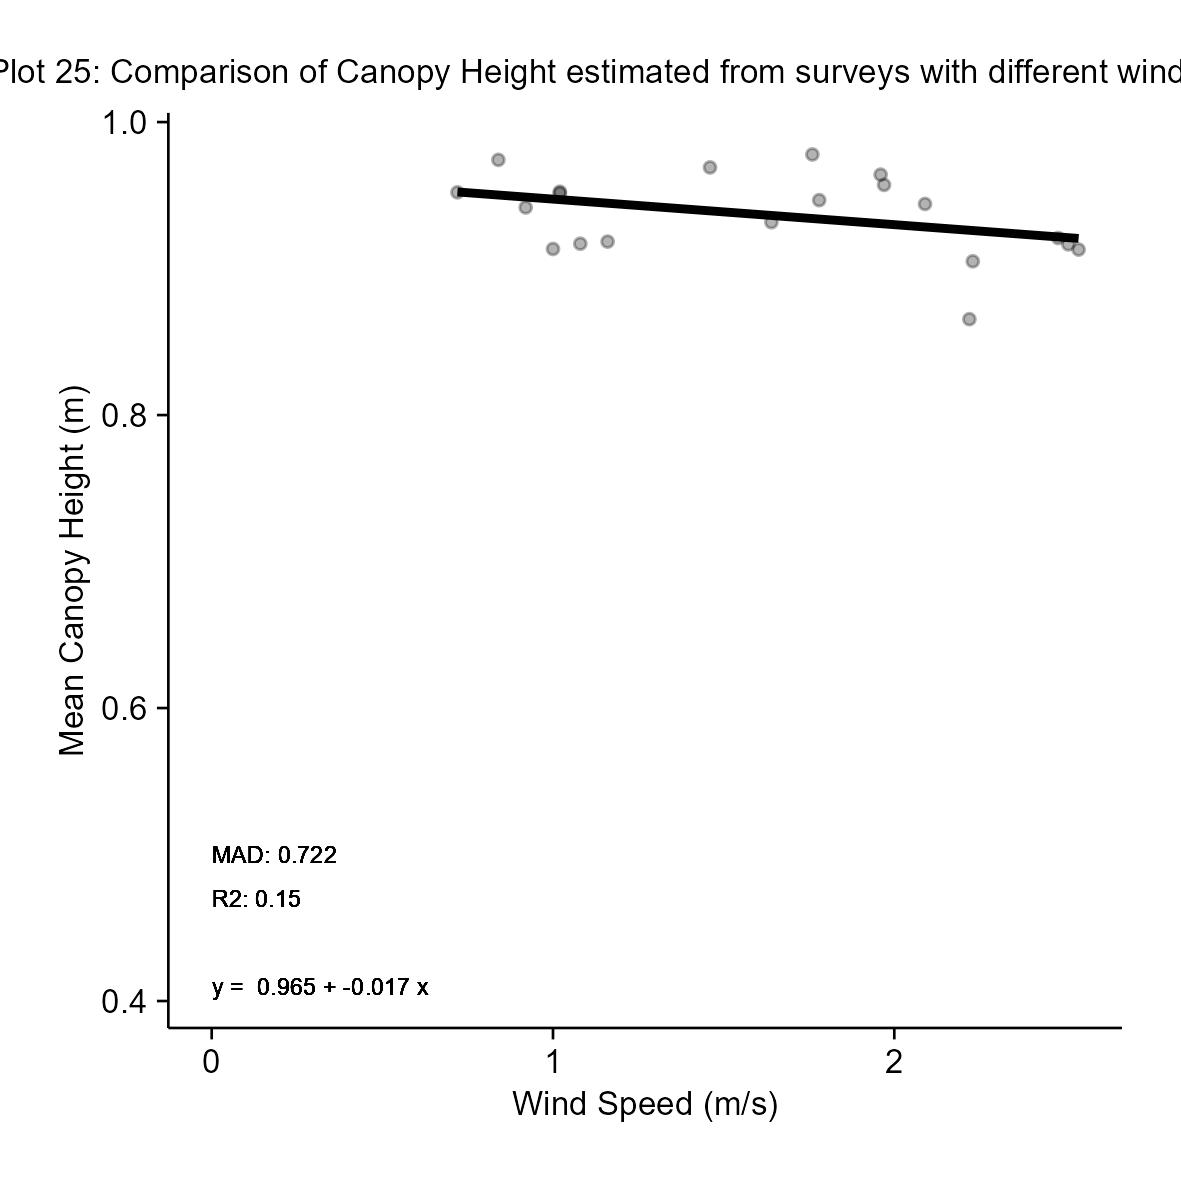 Plot 25: Comparison of Canopy Height estimated from surveys with different wind
1.0
0.8
0.6
0.4
Mean Canopy Height (m)
MAD: 0.722
R2: 0.15
y = 0.965 + -0.017 x
0 1 2
Wind Speed (m/s)